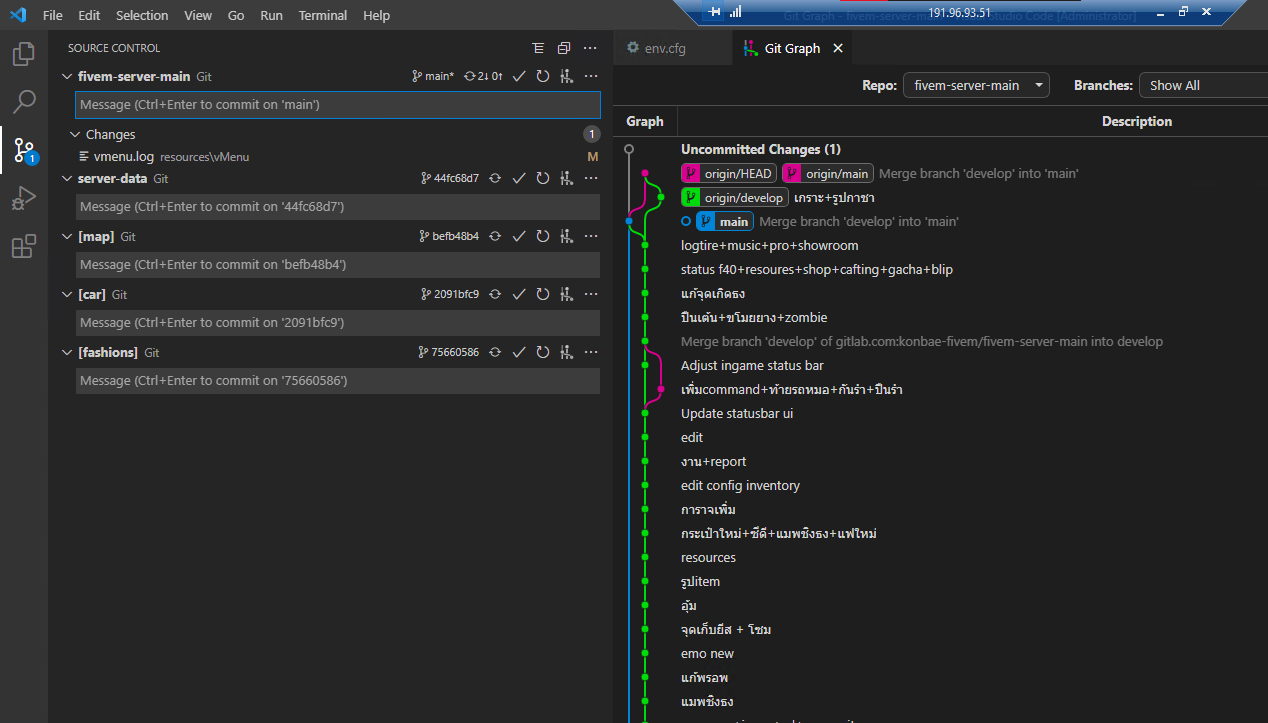 File Edit Selection View Go Run Terminal Help
191.96.93.51
SOURCE CONTROL
fivem-server-main Git main* 2↓ 0↑
Message (Ctrl+Enter to commit on 'main')
Changes 1
vmenu.log resources\vMenu M
server-data Git 44fc68d7
Message (Ctrl+Enter to commit on '44fc68d7')
[map] Git befb48b4
Message (Ctrl+Enter to commit on 'befb48b4')
[car] Git 2091bfc9
Message (Ctrl+Enter to commit on '2091bfc9')
[fashions] Git 75660586
Message (Ctrl+Enter to commit on '75660586')
1
env.cfg Git Graph
Repo: fivem-server-main Branches: Show All
Graph Description
Uncommitted Changes (1)
origin/HEAD origin/main Merge branch 'develop' into 'main'
origin/develop เกราะ+รูปกาชา
main Merge branch 'develop' into 'main'
logtire+music+pro+showroom
status f40+resoures+shop+cafting+gacha+blip
แก้จุดเกิดธง
ปืนเต้น+ขโมยยาง+zombie
Merge branch 'develop' of gitlab.com:konbae-fivem/fivem-server-main into develop
Adjust ingame status bar
เพิ่มcommand+ท้ายรถหมอ+กันรำ+ปืนรำ
Update statusbar ui
edit
งาน+report
edit config inventory
การาจเพิ่ม
กระเป๋าใหม่+ซีดี+แมพชิงธง+แฟใหม่
resources
รูปitem
อุ้ม
จุดเก็บยีส + โซม
emo new
แก้พรอพ
แมพชิงธง